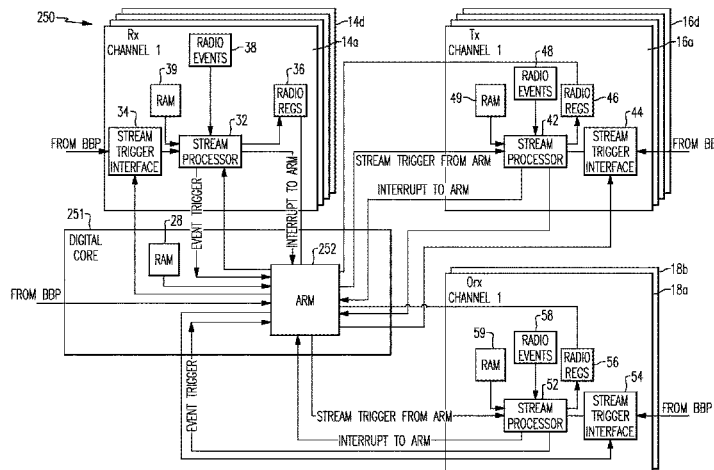 250
Rx
CHANNEL 1
14d
14a
RADIO
EVENTS
38
39
RAM
36
RADIO
REGS
34
STREAM
TRIGGER
INTERFACE
32
STREAM
PROCESSOR
FROM BBP
EVENT TRIGGER
INTERRUPT TO ARM
Tx
CHANNEL 1
16d
16a
48
RADIO
EVENTS
49
RAM
RADIO
REGS
46
42
STREAM
PROCESSOR
44
STREAM
TRIGGER
INTERFACE
STREAM TRIGGER FROM ARM
INTERRUPT TO ARM
251
DIGITAL
CORE
28
RAM
252
ARM
FROM BBP
EVENT TRIGGER
Orx
CHANNEL 1
18b
18a
58
RADIO
EVENTS
59
RAM
RADIO
REGS
56
52
STREAM
PROCESSOR
54
STREAM
TRIGGER
INTERFACE
FROM BBP
STREAM TRIGGER FROM ARM
INTERRUPT TO ARM